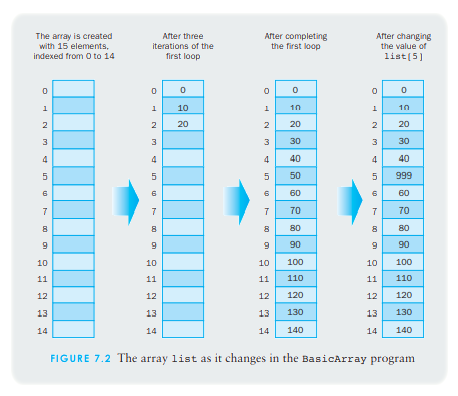 The array is created
with 15 elements,
indexed from 0 to 14
After three
iterations of the
first loop
After completing
the first loop
After changing
the value of
list[5]
0 0 0 0 0 0 0
1 1 10 1 10 1 10
2 2 20 2 20 2 20
3 3 3 30 3 30
4 4 4 40 4 40
5 5 5 50 5 999
6 6 6 60 6 60
7 7 7 70 7 70
8 8 8 80 8 80
9 9 9 90 9 90
10 10 10 100 10 100
11 11 11 110 11 110
12 12 12 120 12 120
13 13 13 130 13 130
14 14 14 140 14 140
FIGURE 7.2 The array list as it changes in the BasicArray program